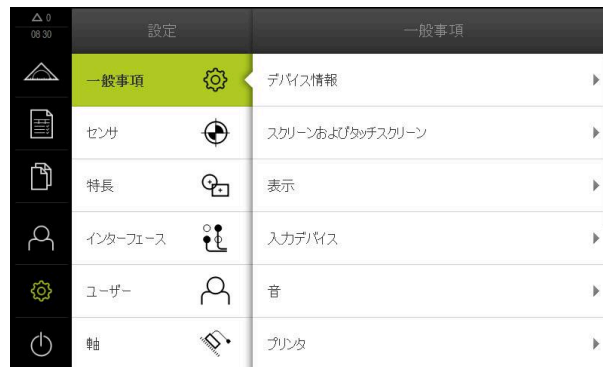 △ 0
08:30
設定
一般事項
一般事項
デバイス情報
センサ
スクリーンおよびタッチスクリーン
特長
表示
インターフェース
入力デバイス
ユーザー
音
軸
プリンタ